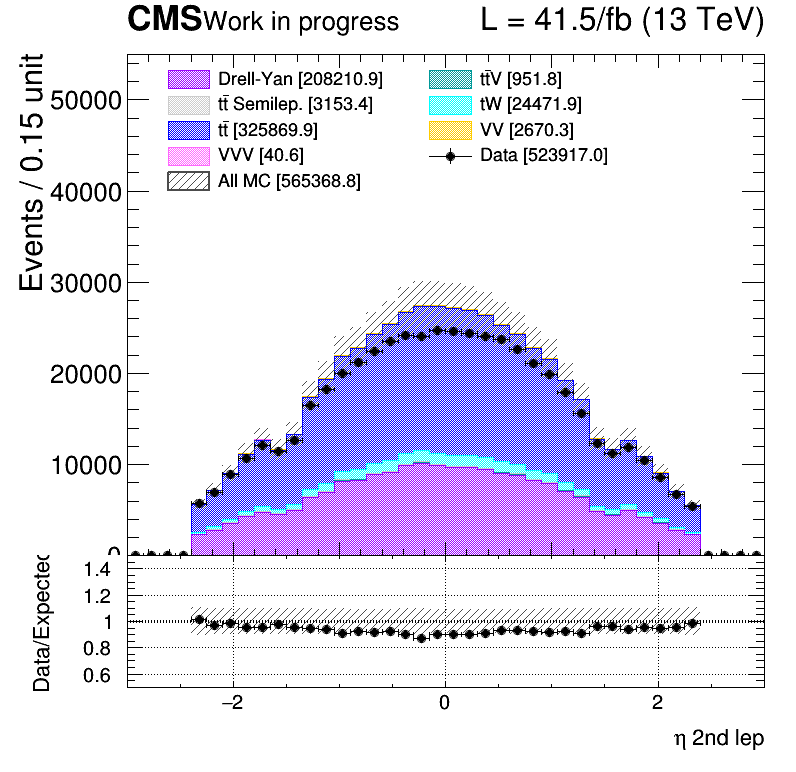 CMS Work in progress L = 41.5/fb (13 TeV)
Drell-Yan [208210.9] tt̄V [951.8]
tt̄ Semilep. [3153.4] tW [24471.9]
tt̄ [325869.9] VV [2670.3]
VVV [40.6] Data [523917.0]
All MC [565368.8]
Events / 0.15 unit
50000
40000
30000
20000
10000
0
Data/Expected
1.4
1.2
1
0.8
0.6
−2 0 2
η 2nd lep